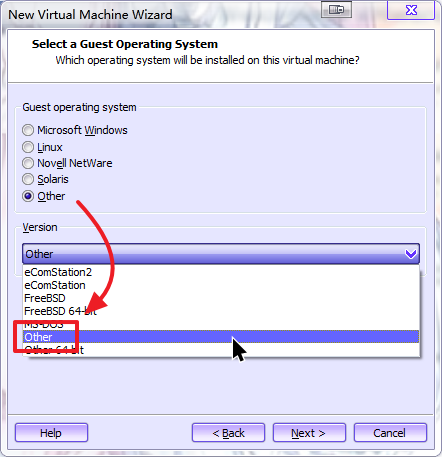 New Virtual Machine Wizard
Select a Guest Operating System
Which operating system will be installed on this virtual machine?
Guest operating system
Microsoft Windows
Linux
Novell NetWare
Solaris
Other
Version
Other
eComStation2
eComStation
FreeBSD
FreeBSD 64-bit
MS-DOS
Other
Other 64-bit
Help
< Back
Next >
Cancel